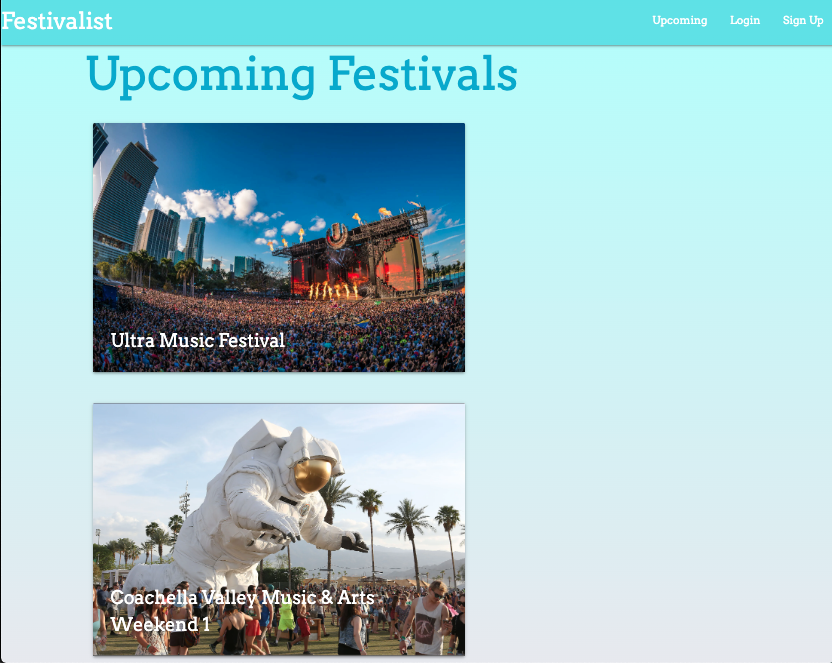 Festivalist
Upcoming Login Sign Up
Upcoming Festivals
Ultra Music Festival
Coachella Valley Music & Arts
Weekend 1